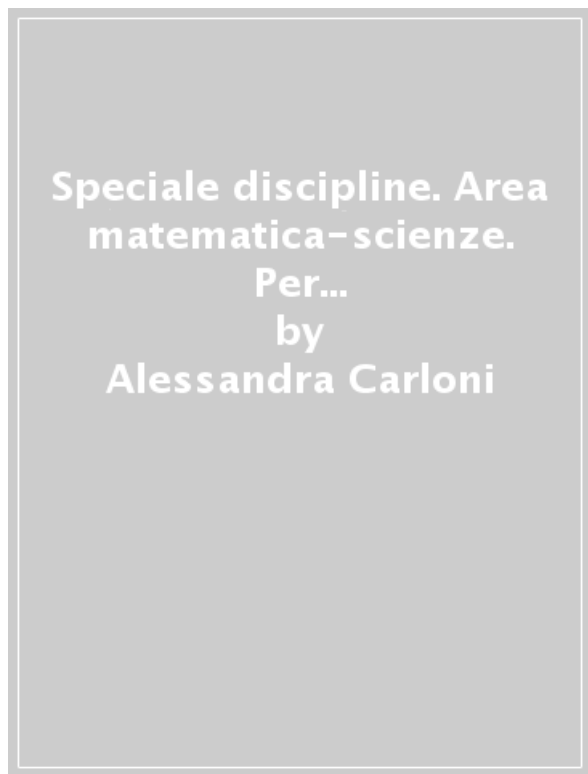 Speciale discipline. Area
matematica-scienze.
Per...
by
Alessandra Carloni